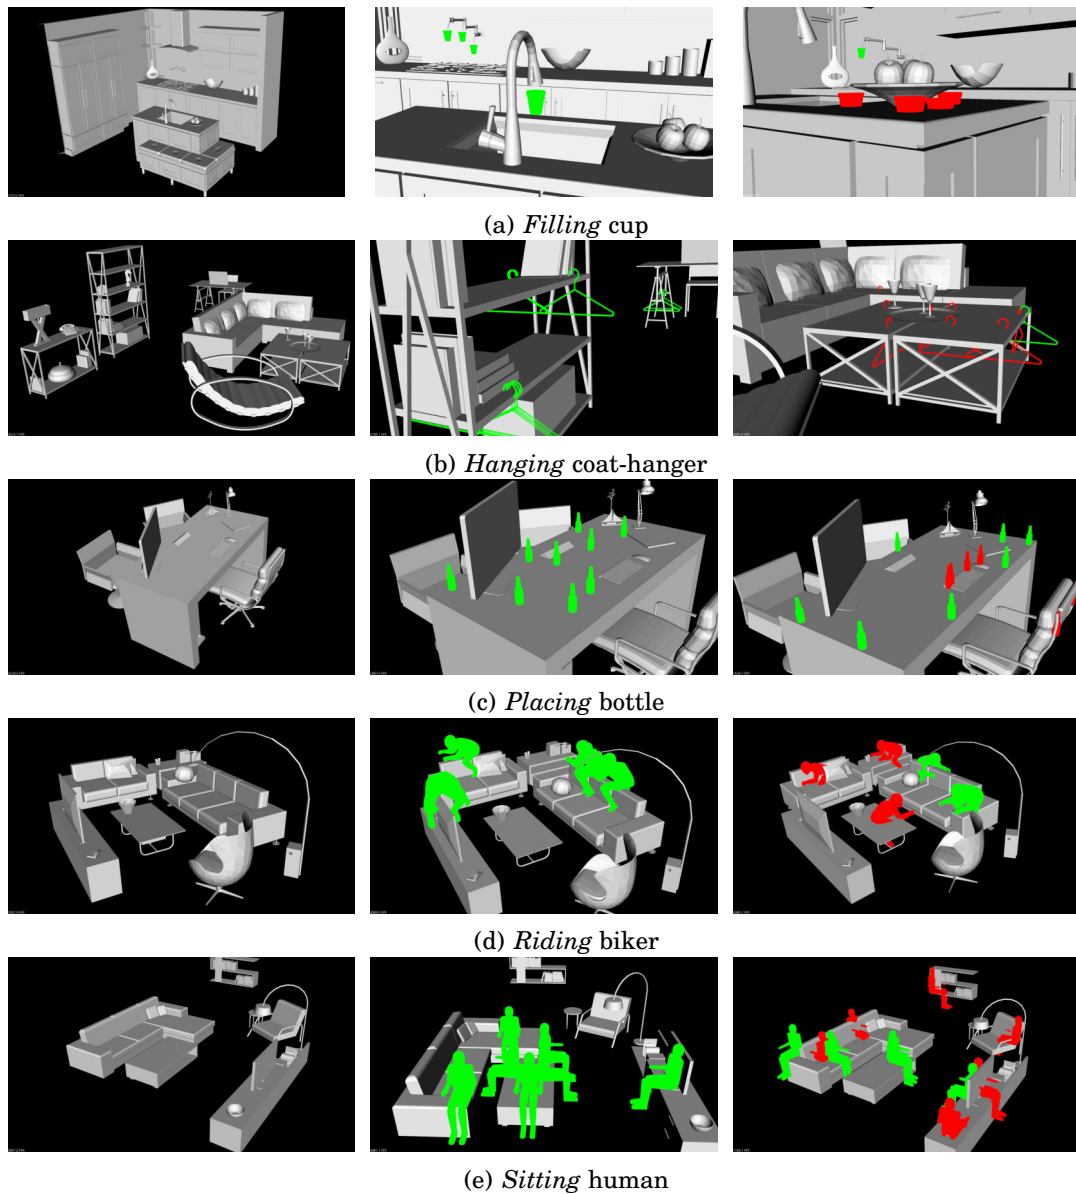 (a) Filling cup
(b) Hanging coat-hanger
(c) Placing bottle
(d) Riding biker
(e) Sitting human